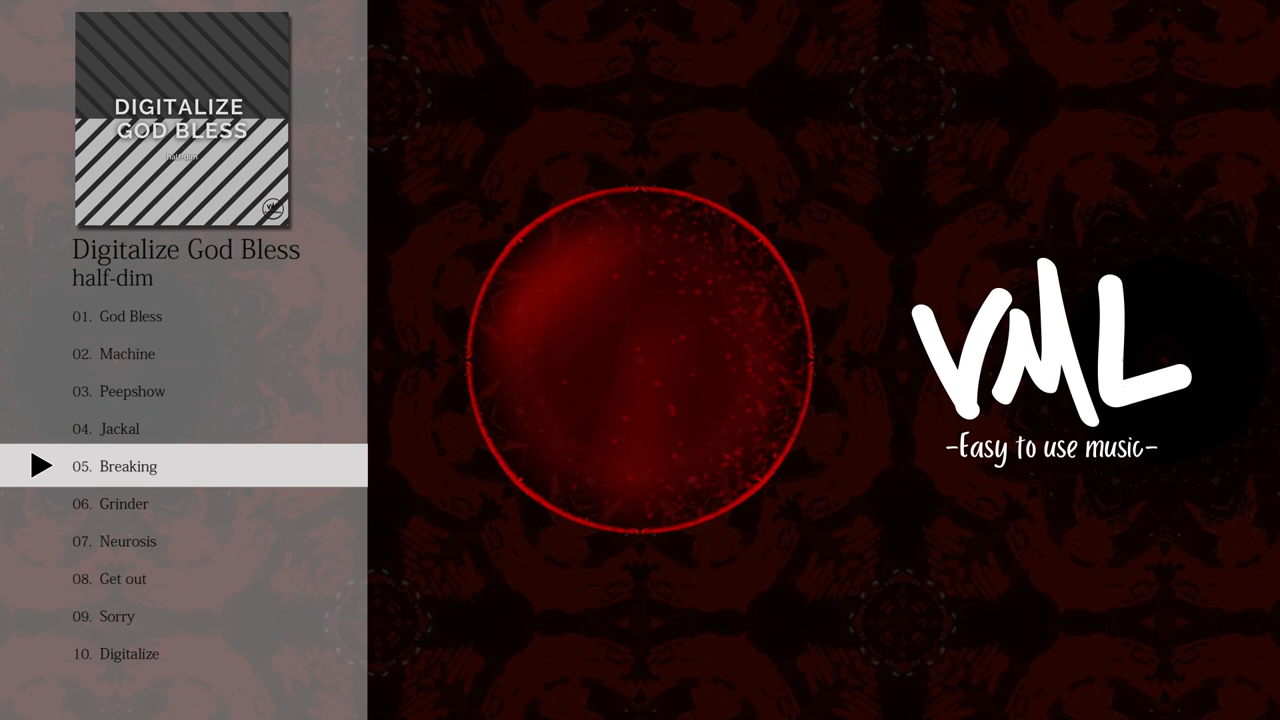 DIGITALIZE
GOD BLESS
half-dim
Digitalize God Bless
half-dim
01. God Bless
02. Machine
03. Peepshow
04. Jackal
05. Breaking
06. Grinder
07. Neurosis
08. Get out
09. Sorry
10. Digitalize
VML
-Easy to use music-